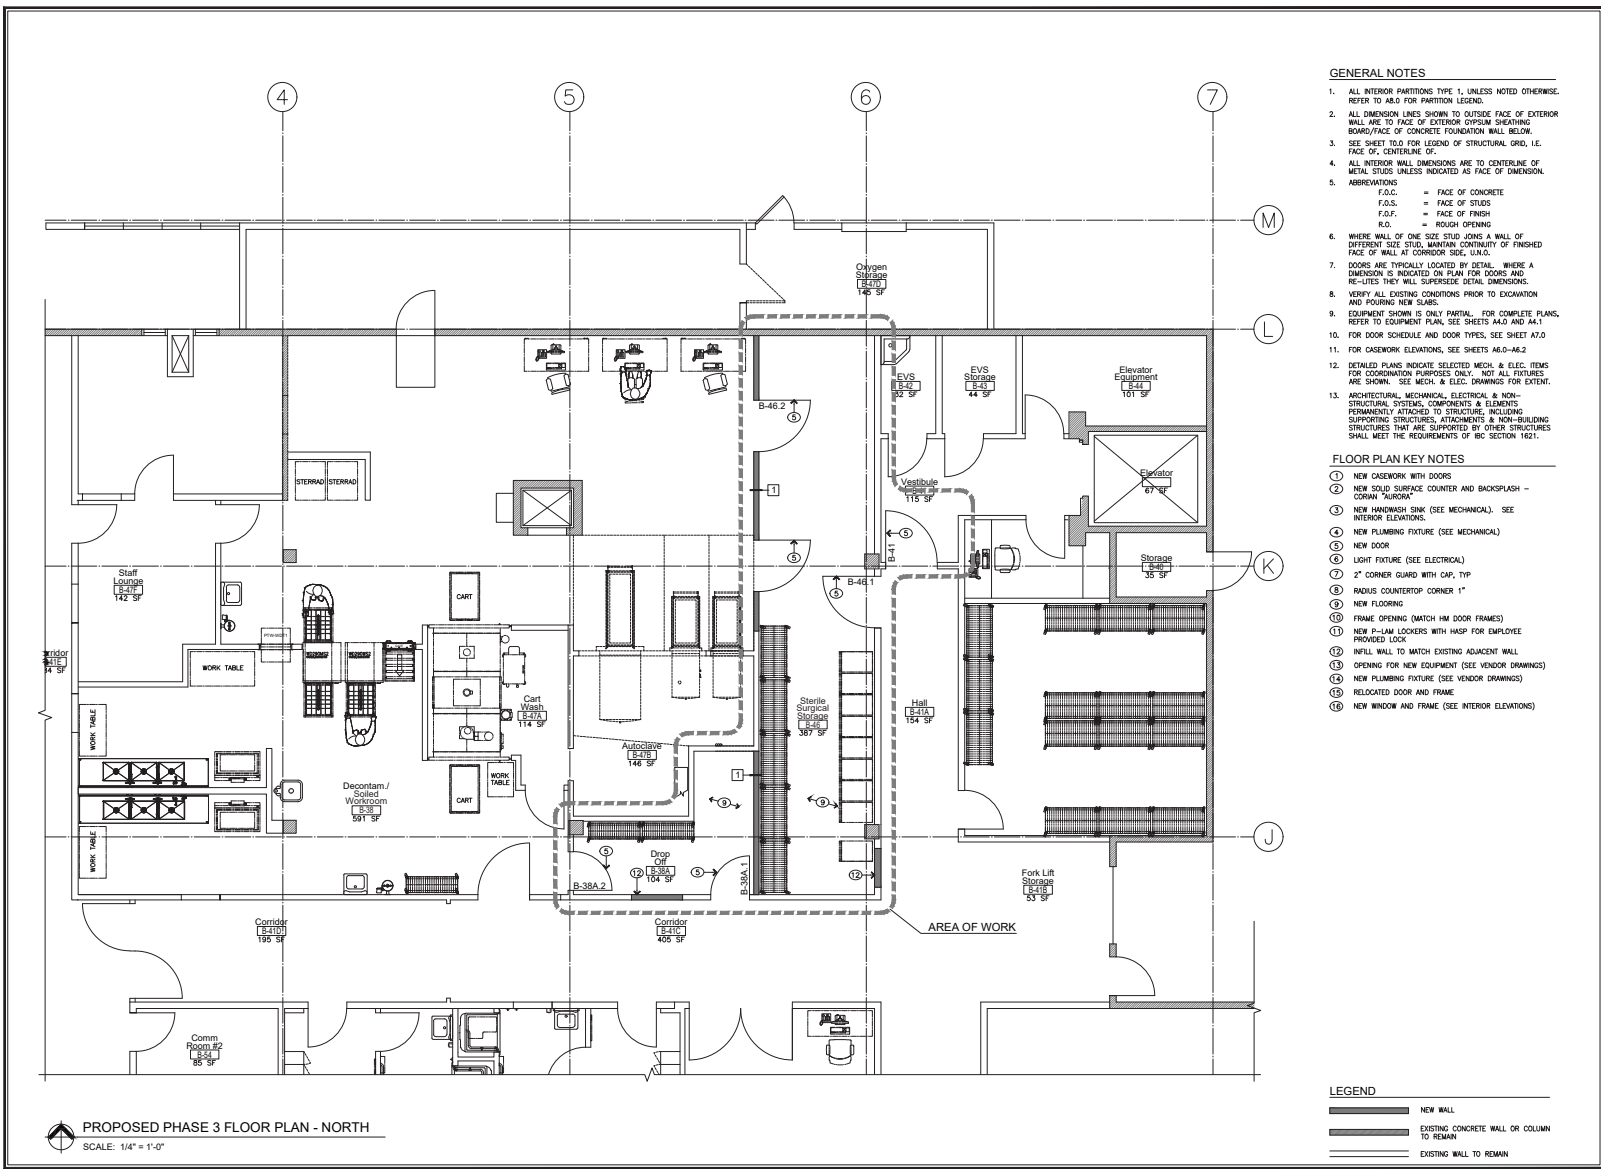 4
5
6
7
M
L
K
J
Oxygen
Storage
B-47D
145 SF
EVS
B-42
32 SF
EVS
Storage
B-43
44 SF
Elevator
Equipment
B-44
101 SF
B-46.2
5
STERRAD
STERRAD
1
Vestibule
115 SF
Elevator
67 SF
5
B-41
5
Storage
B-40
35 SF
B-46.1
5
Staff
Lounge
B-47F
142 SF
CART
WORK TABLE
WORK TABLE
Cart
Wash
B-47A
114 SF
Sterile
Surgical
Storage
B-46
387 SF
Hall
B-41A
154 SF
Autoclave
B-47B
146 SF
1
WORK
TABLE
CART
Decontam./
Soiled
Workroom
B-38
591 SF
9
9
WORK TABLE
5
Drop
Off
B-38A
104 SF
12
5
B-38A.2
B-38A.1
12
Fork Lift
Storage
B-41B
53 SF
Corridor
B-41D
195 SF
Corridor
B-41C
405 SF
AREA OF WORK
Comm
Room #2
B-54
85 SF
PROPOSED PHASE 3 FLOOR PLAN - NORTH
SCALE: 1/4" = 1'-0"
GENERAL NOTES
1. ALL INTERIOR PARTITIONS TYPE 1, UNLESS NOTED OTHERWISE.
REFER TO A8.0 FOR PARTITION LEGEND.
2. ALL DIMENSION LINES SHOWN TO OUTSIDE FACE OF EXTERIOR
WALL ARE TO FACE OF EXTERIOR GYPSUM SHEATHING
BOARD/FACE OF CONCRETE FOUNDATION WALL BELOW.
3. SEE SHEET T0.0 FOR LEGEND OF STRUCTURAL GRID, I.E.
FACE OF, CENTERLINE OF.
4. ALL INTERIOR WALL DIMENSIONS ARE TO CENTERLINE OF
METAL STUDS UNLESS INDICATED AS FACE OF DIMENSION.
5. ABBREVIATIONS
F.O.C. = FACE OF CONCRETE
F.O.S. = FACE OF STUDS
F.O.F. = FACE OF FINISH
R.O. = ROUGH OPENING
6. WHERE WALL OF ONE SIZE STUD JOINS A WALL OF
DIFFERENT SIZE STUD, MAINTAIN CONTINUITY OF FINISHED
FACE OF WALL AT CORRIDOR SIDE, U.N.O.
7. DOORS ARE TYPICALLY LOCATED BY DETAIL. WHERE A
DIMENSION IS INDICATED ON PLAN FOR DOORS AND
RE-LITES THEY WILL SUPERSEDE DETAIL DIMENSIONS.
8. VERIFY ALL EXISTING CONDITIONS PRIOR TO EXCAVATION
AND POURING NEW SLABS.
9. EQUIPMENT SHOWN IS ONLY PARTIAL. FOR COMPLETE PLANS,
REFER TO EQUIPMENT PLAN, SEE SHEETS A4.0 AND A4.1
10. FOR DOOR SCHEDULE AND DOOR TYPES, SEE SHEET A7.0
11. FOR CASEWORK ELEVATIONS, SEE SHEETS A6.0-A6.2
12. DETAILED PLANS INDICATE SELECTED MECH. & ELEC. ITEMS
FOR COORDINATION PURPOSES ONLY. NOT ALL FIXTURES
ARE SHOWN. SEE MECH. & ELEC. DRAWINGS FOR EXTENT.
13. ARCHITECTURAL, MECHANICAL, ELECTRICAL & NON-
STRUCTURAL SYSTEMS, COMPONENTS & ELEMENTS
PERMANENTLY ATTACHED TO STRUCTURE, INCLUDING
SUPPORTING STRUCTURES, ATTACHMENTS & NON-BUILDING
STRUCTURES THAT ARE SUPPORTED BY OTHER STRUCTURES
SHALL MEET THE REQUIREMENTS OF IBC SECTION 1621.
FLOOR PLAN KEY NOTES
1 NEW CASEWORK WITH DOORS
2 NEW SOLID SURFACE COUNTER AND BACKSPLASH -
CORIAN "AURORA"
3 NEW HANDWASH SINK (SEE MECHANICAL). SEE
INTERIOR ELEVATIONS.
4 NEW PLUMBING FIXTURE (SEE MECHANICAL)
5 NEW DOOR
6 LIGHT FIXTURE (SEE ELECTRICAL)
7 2" CORNER GUARD WITH CAP, TYP
8 RADIUS COUNTERTOP CORNER 1"
9 NEW FLOORING
10 FRAME OPENING (MATCH HM DOOR FRAMES)
11 NEW P-LAM LOCKERS WITH HASP FOR EMPLOYEE
PROVIDED LOCK
12 INFILL WALL TO MATCH EXISTING ADJACENT WALL
13 OPENING FOR NEW EQUIPMENT (SEE VENDOR DRAWINGS)
14 NEW PLUMBING FIXTURE (SEE VENDOR DRAWINGS)
15 RELOCATED DOOR AND FRAME
16 NEW WINDOW AND FRAME (SEE INTERIOR ELEVATIONS)
LEGEND
NEW WALL
EXISTING CONCRETE WALL OR COLUMN
TO REMAIN
EXISTING WALL TO REMAIN